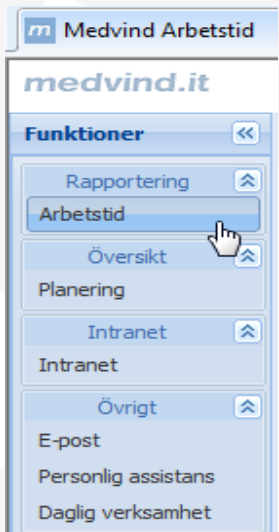 m Medvind Arbetstid
medvind.it
Funktioner
Rapportering
Arbetstid
Översikt
Planering
Intranet
Intranet
Övrigt
E-post
Personlig assistans
Daglig verksamhet